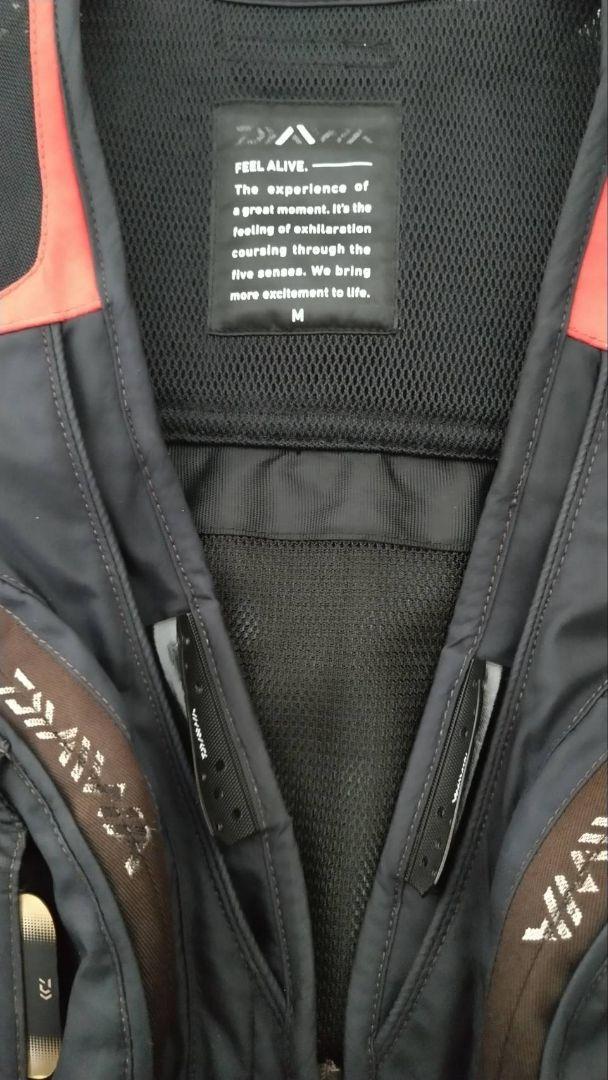 DAIWA
FEEL ALIVE.
The experience of
a great moment. It's the
feeling of exhilaration
coursing through the
five senses. We bring
more excitement to life.
M
DAIWA
DAIWA
DAIWA